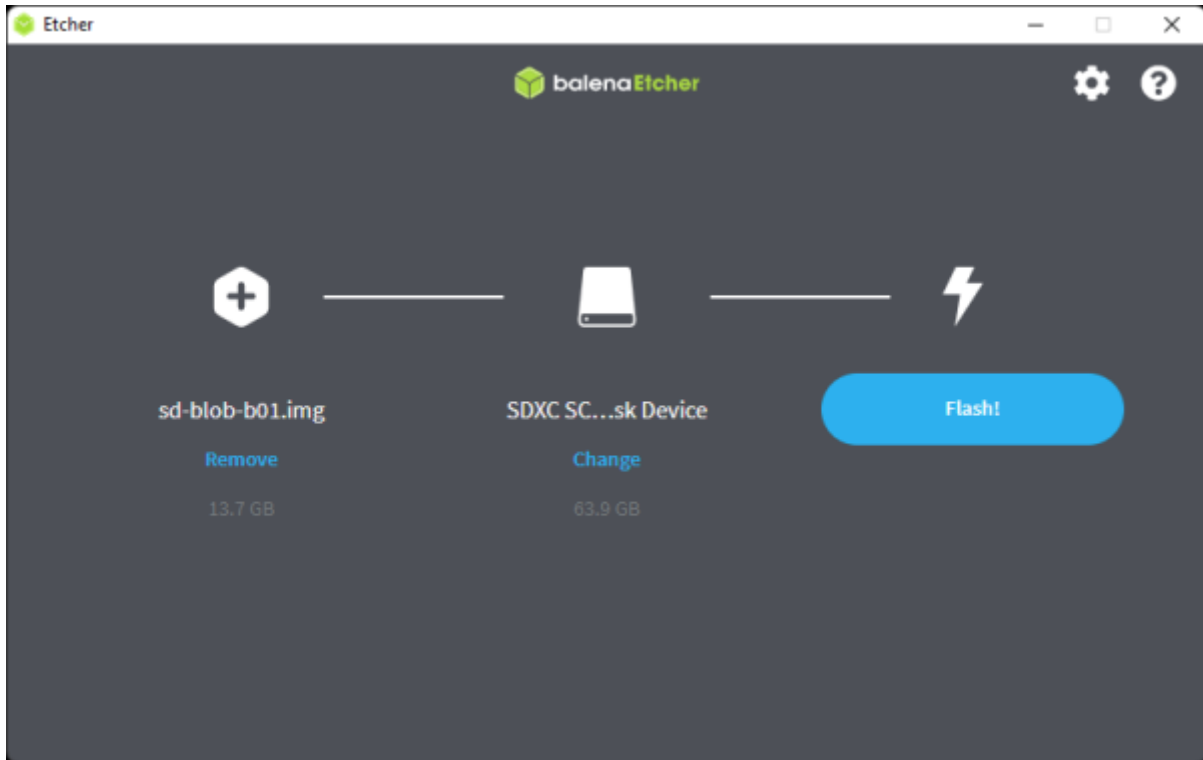 Etcher
balenaEtcher
sd-blob-b01.img
SDXC SC...sk Device
Flash!
Remove
Change
13.7 GB
63.9 GB